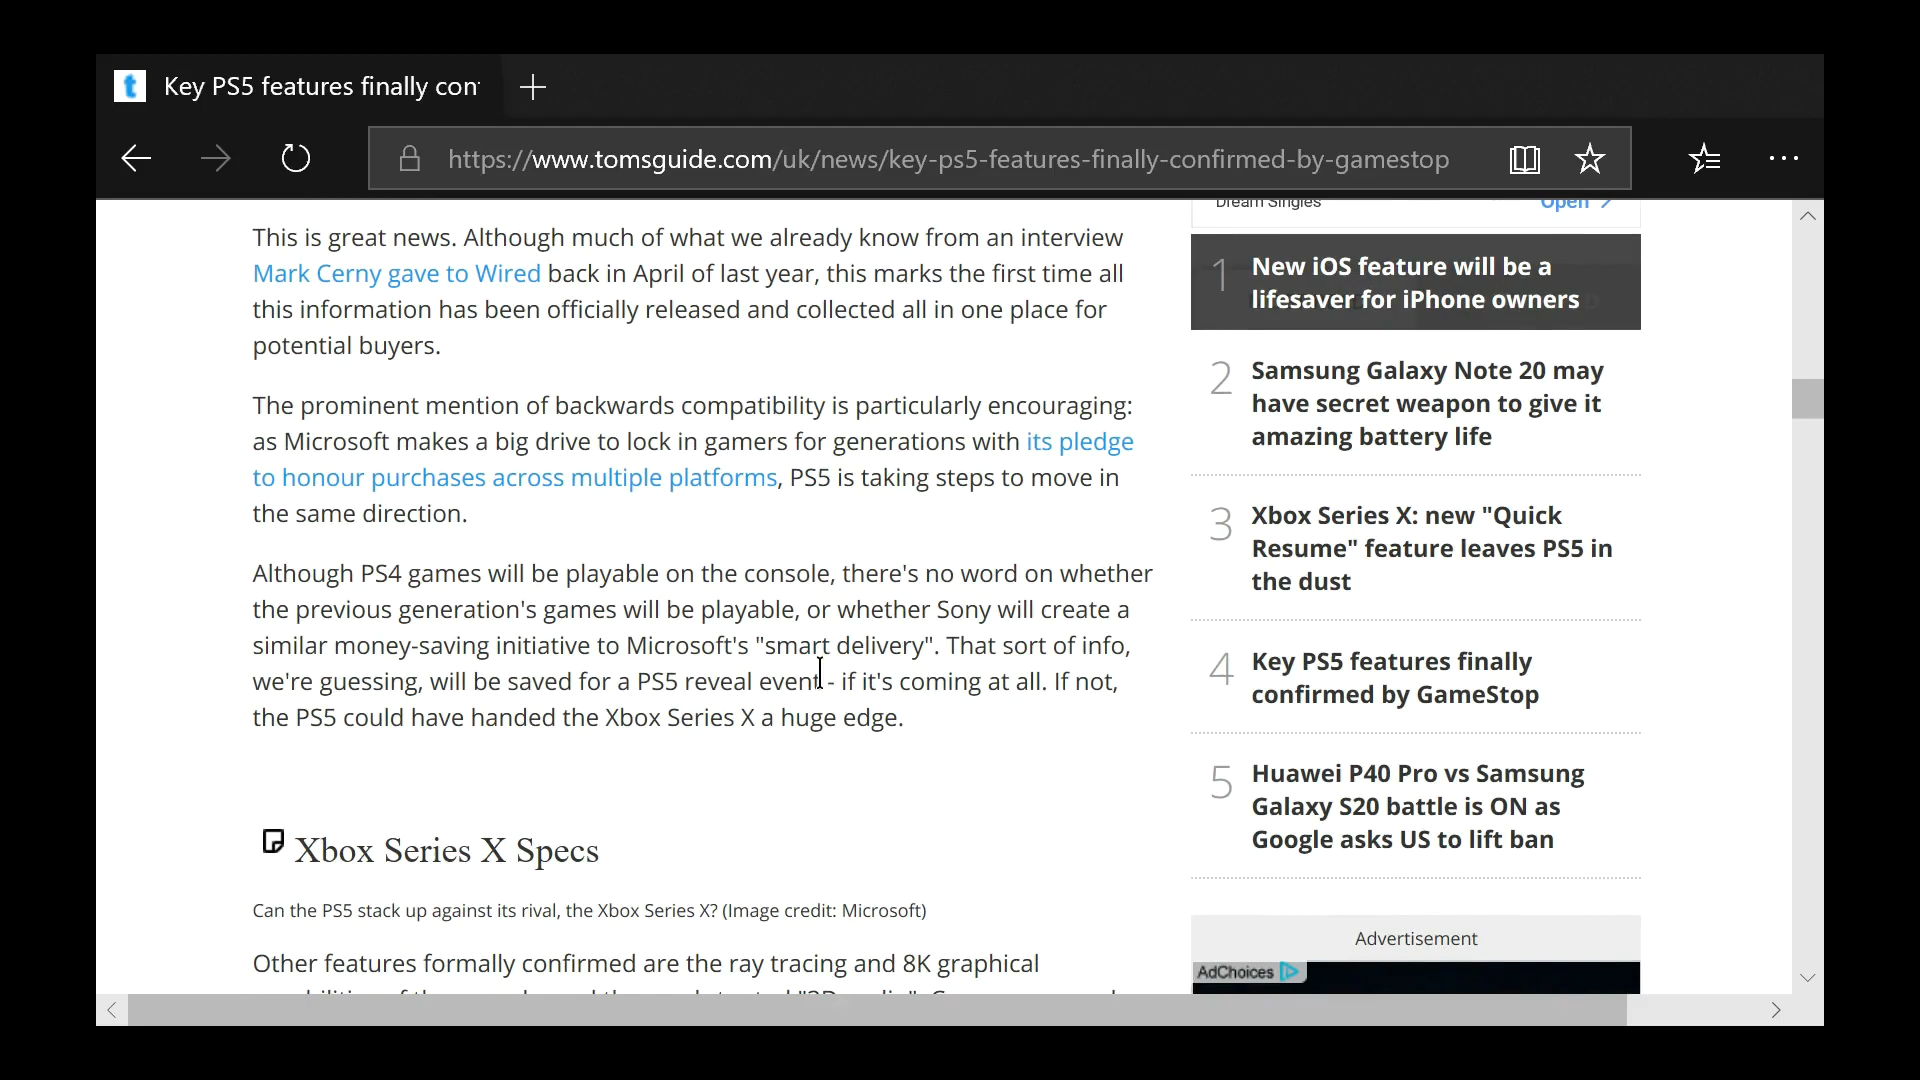 t Key PS5 features finally con
https://www.tomsguide.com/uk/news/key-ps5-features-finally-confirmed-by-gamestop
This is great news. Although much of what we already know from an interview
Mark Cerny gave to Wired back in April of last year, this marks the first time all
this information has been officially released and collected all in one place for
potential buyers.
The prominent mention of backwards compatibility is particularly encouraging:
as Microsoft makes a big drive to lock in gamers for generations with its pledge
to honour purchases across multiple platforms, PS5 is taking steps to move in
the same direction.
Although PS4 games will be playable on the console, there's no word on whether
the previous generation's games will be playable, or whether Sony will create a
similar money-saving initiative to Microsoft's "smart delivery". That sort of info,
we're guessing, will be saved for a PS5 reveal event - if it's coming at all. If not,
the PS5 could have handed the Xbox Series X a huge edge.
Xbox Series X Specs
Can the PS5 stack up against its rival, the Xbox Series X? (Image credit: Microsoft)
Other features formally confirmed are the ray tracing and 8K graphical
Dream Singles
Open
1 New iOS feature will be a
lifesaver for iPhone owners
2 Samsung Galaxy Note 20 may
have secret weapon to give it
amazing battery life
3 Xbox Series X: new "Quick
Resume" feature leaves PS5 in
the dust
4 Key PS5 features finally
confirmed by GameStop
5 Huawei P40 Pro vs Samsung
Galaxy S20 battle is ON as
Google asks US to lift ban
Advertisement
AdChoices